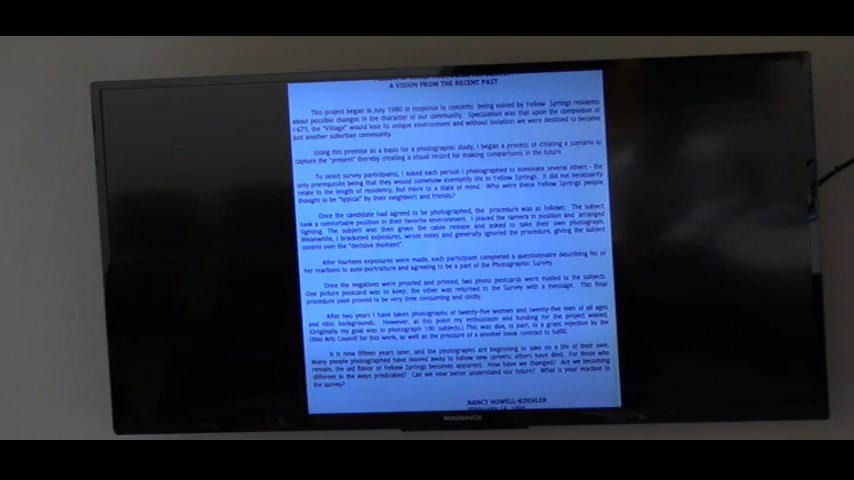 A VISION FROM THE RECENT PAST
This project began in July 1980 in response to concerns being voiced by Yellow Springs residents
about possible changes in the character of our community. Speculation was that upon the completion of
I-675, the "Village" would lose its unique environment and without isolation we were destined to become
just another suburban community.
Using this premise as a basis for a photographic study, I began a process of creating a scenario to
capture the "present" thereby creating a visual record for making comparisons in the future.
To select survey participants, I asked each person I photographed to nominate several others - the
only prerequisite being that they would somehow exemplify life in Yellow Springs. It did not necessarily
relate to the length of residency, but more to a state of mind. Who were these Yellow Springs people
thought to be "typical" by their neighbors and friends?
Once the candidate had agreed to be photographed, the procedure was as follows: The subject
took a comfortable position in their favorite environment. I placed the camera in position and arranged
lighting. The subject was then given the cable release and asked to take their own photograph.
Meanwhile, I bracketed exposures, wrote notes and generally ignored the procedure, giving the subject
control over the "decisive moment".
After fourteen exposures were made, each participant completed a questionnaire describing his or
her reactions to auto-portraiture and agreeing to be a part of the Photographic Survey.
Once the negatives were proofed and printed, two photo postcards were mailed to the subjects.
One picture postcard was to keep; the other was returned to the Survey with a message. This final
procedure soon proved to be very time consuming and costly.
After two years I have taken photographs of twenty-five women and twenty-five men of all ages
and ethic backgrounds. However, at this point my enthusiasm and funding for the project waned.
(Originally my goal was to photograph 100 subjects.) This was due, in part, to a grant rejection by the
Ohio Arts Council for this work, as well as the pressure of another book contract to fulfill.
It is now fifteen years later, and the photographs are beginning to take on a life of their own.
Many people photographed have moved away to follow new careers; others have died. For those who
remain, the old flavor of Yellow Springs becomes apparent. How have we changed? Are we becoming
different in the ways predicated? Can we now better understand our future? What is your reaction to
the survey?
NANCY HOWELL-KOEHLER
MAGNAVOX